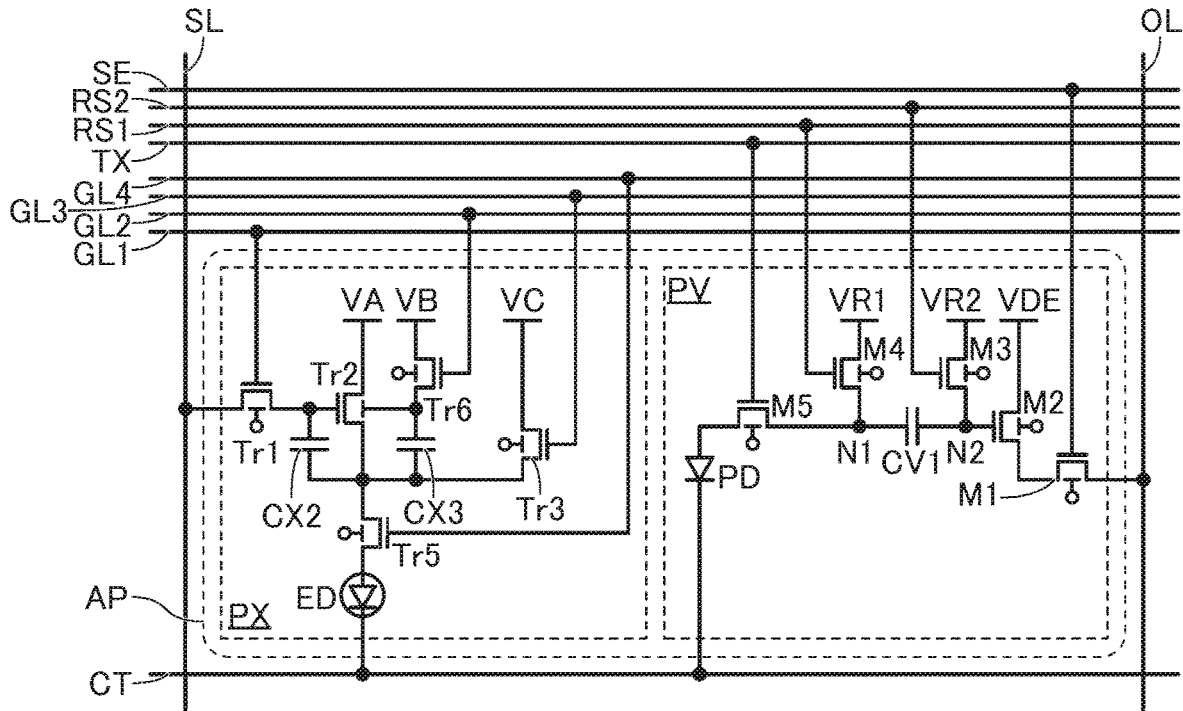 SL
OL
SE
RS2
RS1
TX
GL4
GL3
GL2
GL1
PV
VA
VB
VC
VR1
VR2
VDE
M4
M3
Tr2
Tr6
M5
M2
Tr1
N1
CV1
N2
PD
M1
CX2
CX3
Tr3
Tr5
ED
AP
PX
CT